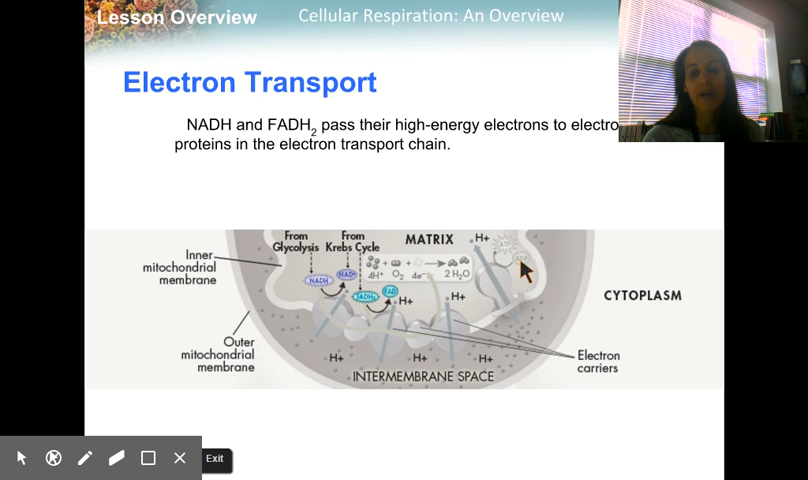 Lesson Overview
Cellular Respiration: An Overview
Electron Transport
NADH and FADH2 pass their high-energy electrons to electro
proteins in the electron transport chain.
From
Glycolysis
From
Krebs Cycle
MATRIX
H+
ATP
ADP
Inner
mitochondrial
membrane
NADH
NAD+
4H+ O2 4e- 2 H2O
FADH2
FAD
H+
H+
CYTOPLASM
Outer
mitochondrial
membrane
H+
H+
H+
Electron
carriers
INTERMEMBRANE SPACE
Exit